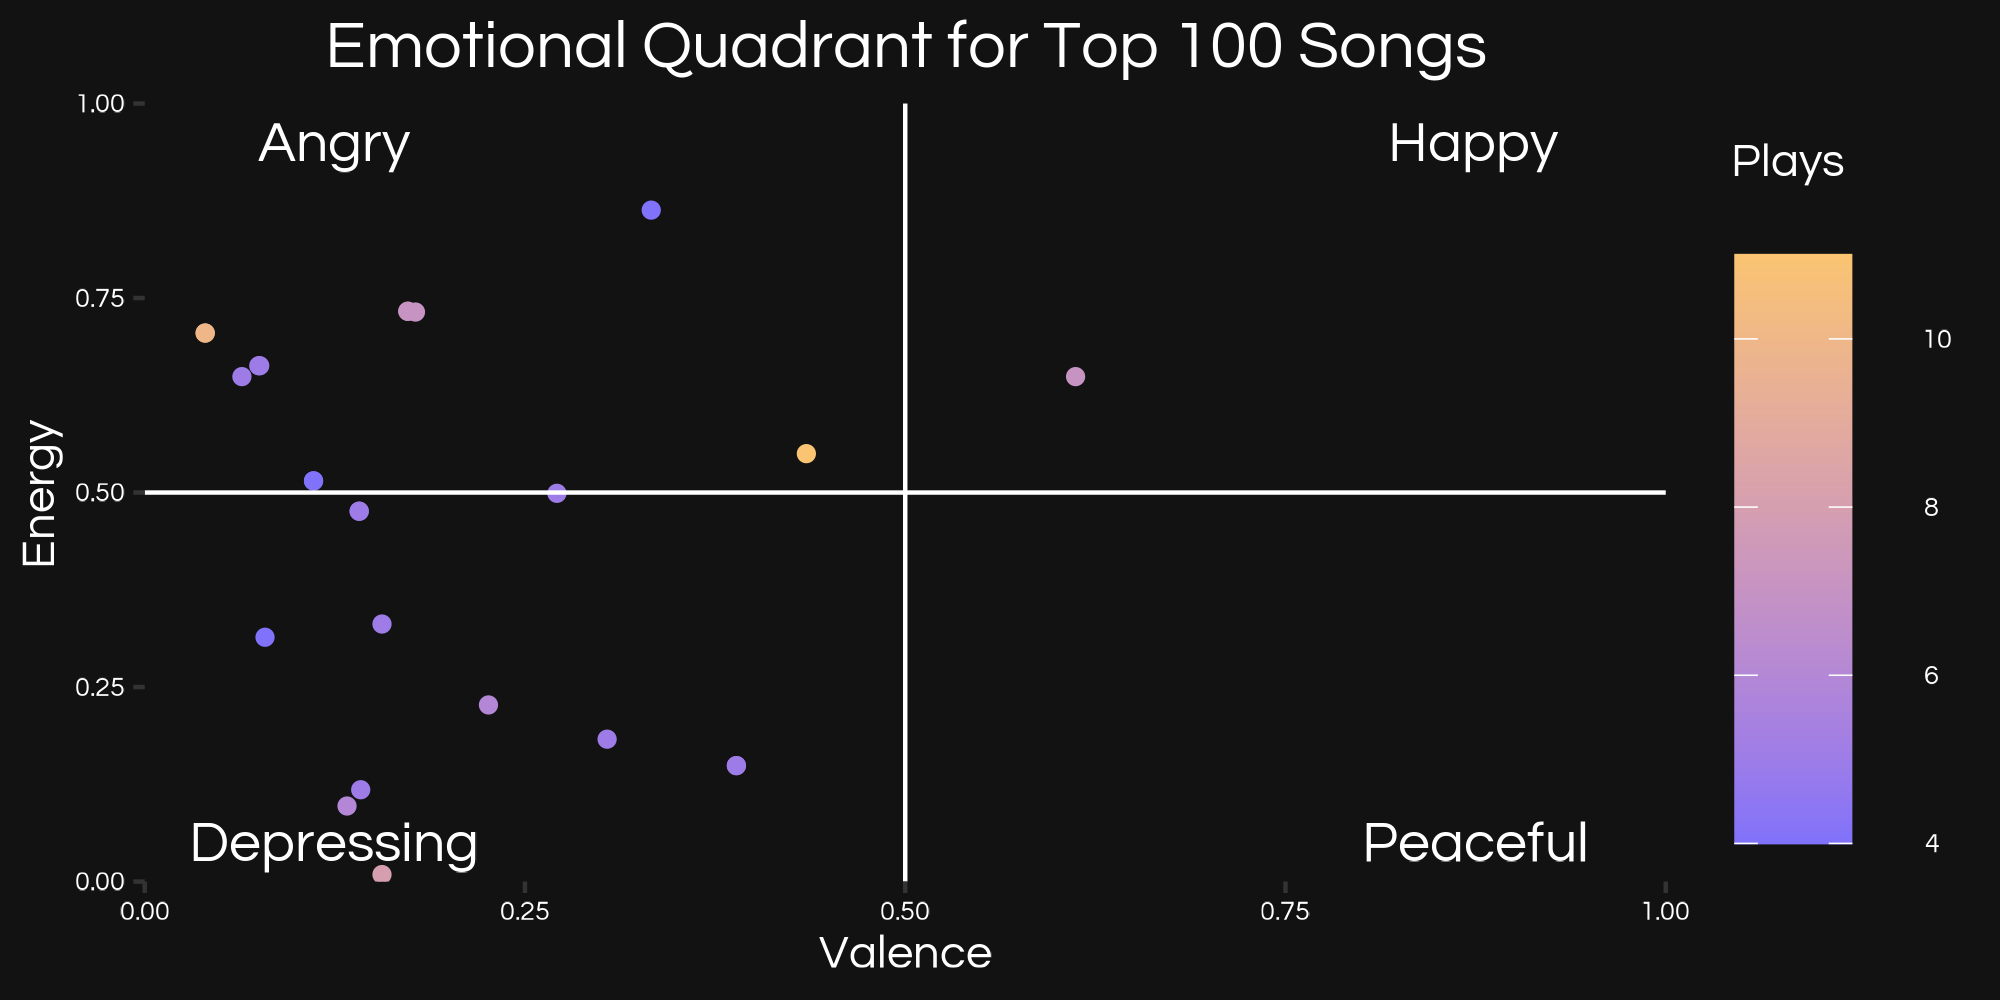 Emotional Quadrant for Top 100 Songs
1.00
Angry
Happy
Plays
0.75
10
Energy
0.50
8
0.25
6
Depressing
Peaceful
4
0.00
0.00
0.25
0.50
0.75
1.00
Valence